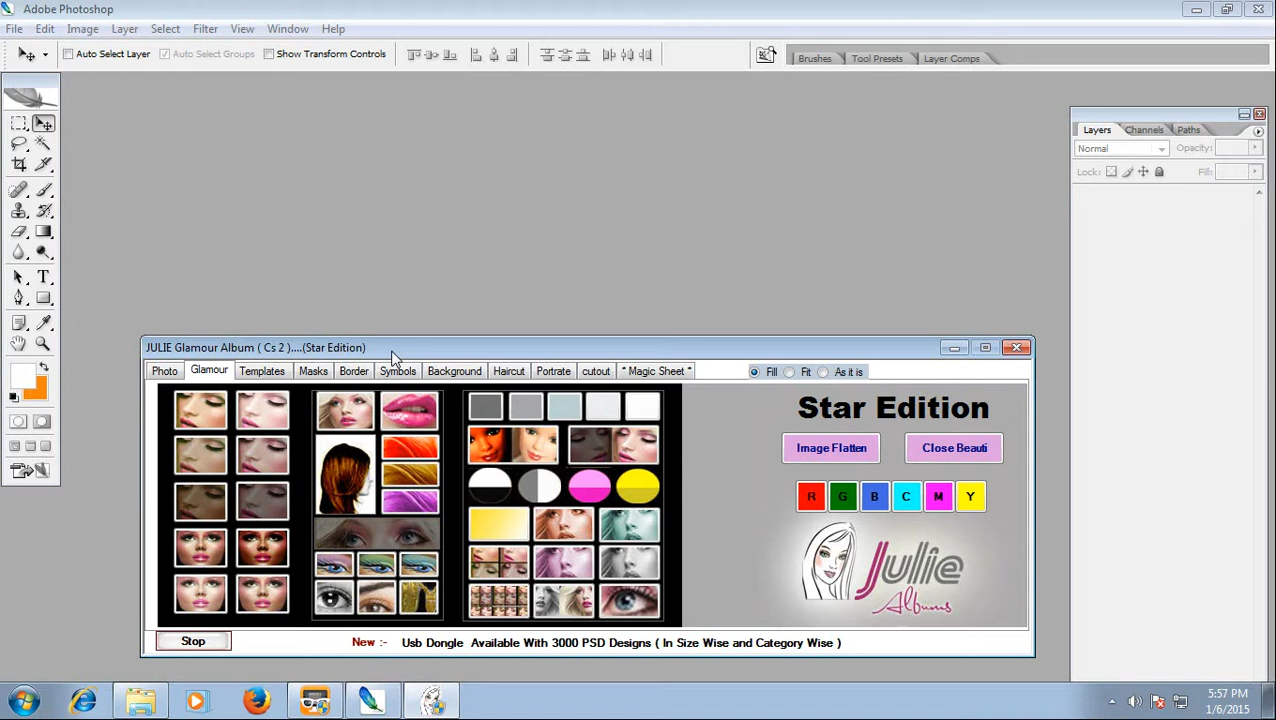 Adobe Photoshop
File Edit Image Layer Select Filter View Window Help
Auto Select Layer Auto Select Groups Show Transform Controls Brushes Tool Presets Layer Comps
Layers Channels Paths
Normal Opacity:
Lock: Fill:
JULIE Glamour Album ( Cs 2 )....(Star Edition)
Photo Glamour Templates Masks Border Symbols Background Haircut Portrate cutout * Magic Sheet * Fill Fit As it is
Star Edition
Image Flatten Close Beauti
R G B C M Y
Julie
Albums
Stop New :- Usb Dongle Available With 3000 PSD Designs ( In Size Wise and Category Wise )
5:57 PM
1/6/2015